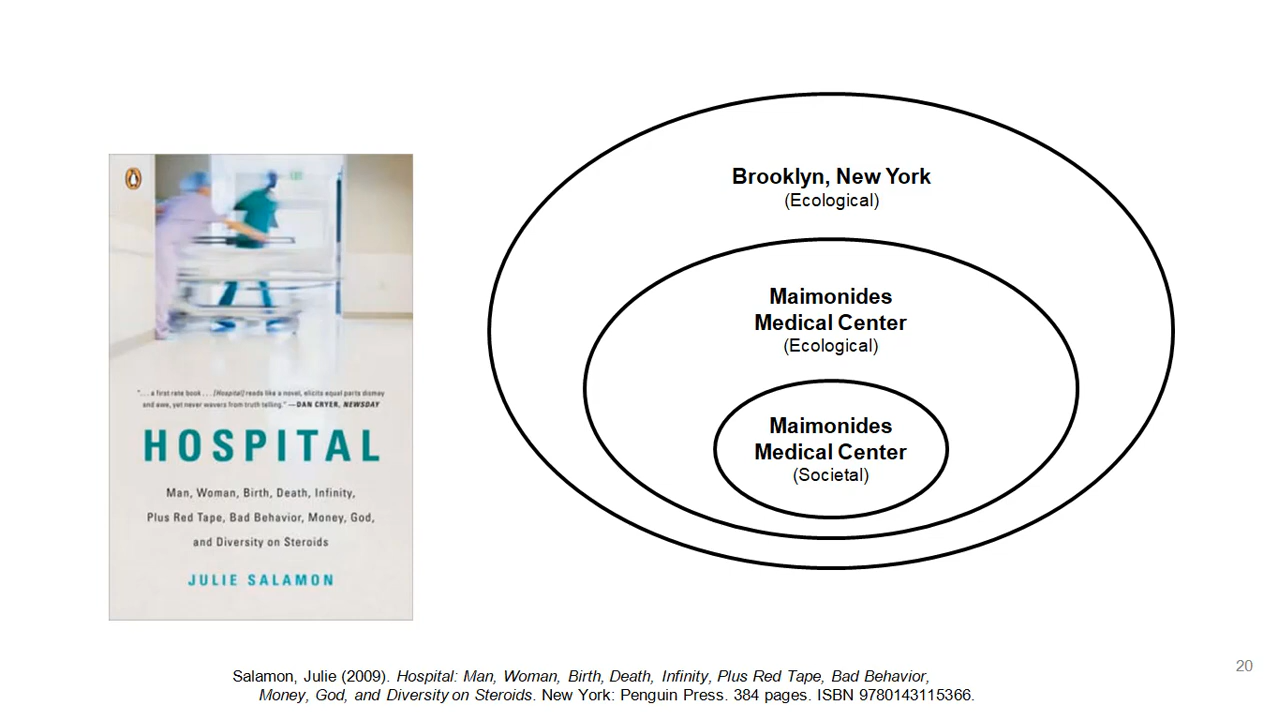 "... a first rate book ... [Hospital] reads like a novel, elicits equal parts dismay
and awe, yet never wavers from truth telling." —DAN CRYER, NEWSDAY
HOSPITAL
Man, Woman, Birth, Death, Infinity,
Plus Red Tape, Bad Behavior, Money, God,
and Diversity on Steroids
JULIE SALAMON
Brooklyn, New York
(Ecological)
Maimonides
Medical Center
(Ecological)
Maimonides
Medical Center
(Societal)
Salamon, Julie (2009). Hospital: Man, Woman, Birth, Death, Infinity, Plus Red Tape, Bad Behavior,
Money, God, and Diversity on Steroids. New York: Penguin Press. 384 pages. ISBN 9780143115366.
20